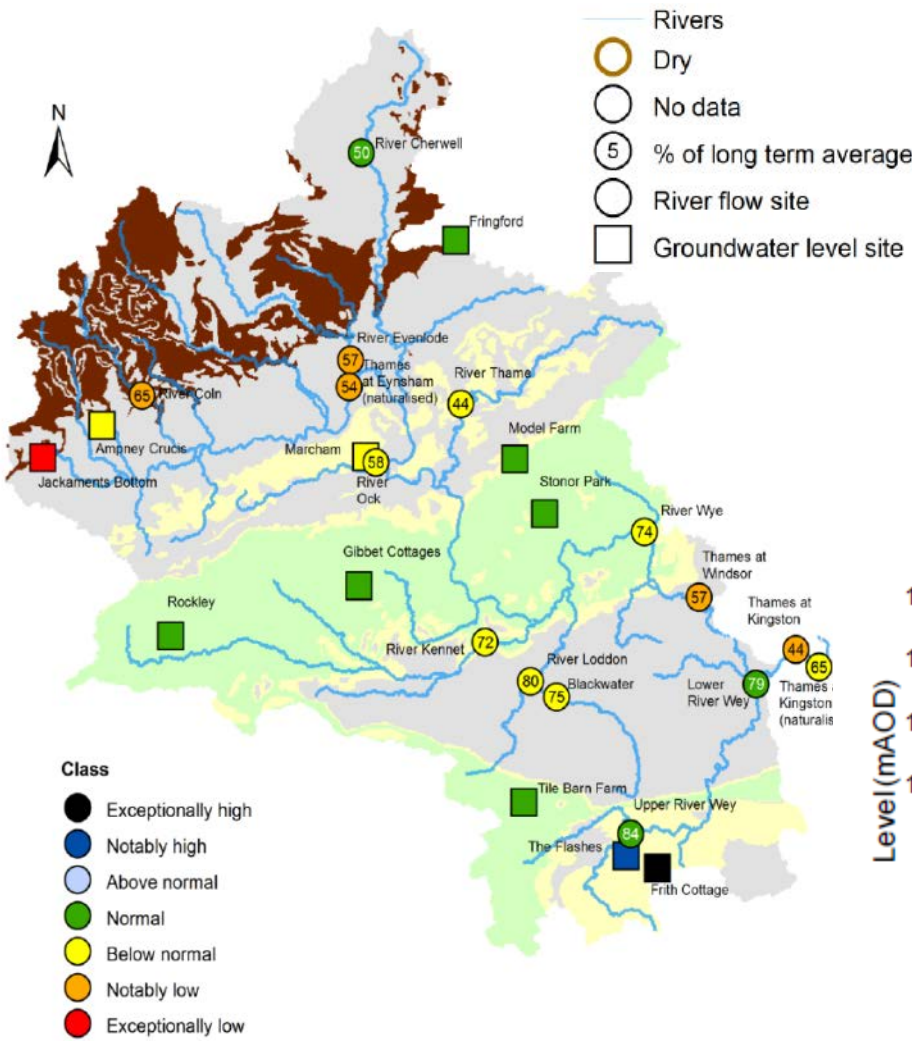 Rivers
Dry
No data
5 % of long term average
River flow site
Groundwater level site
N
50 River Cherwell
Fringford
River Evenlode
57
Thames
at Eynsham
(naturalised)
54
River Thame
44
65 River Coln
Ampney Crucis
Jackaments Bottom
Marcham
58
River
Ock
Model Farm
Stonor Park
River Wye
74
Gibbet Cottages
Rockley
Thames at
Windsor
57
Thames at
Kingston
44
65
Thames a
Kingston
(naturalis
River Kennet 72
River Loddon
80
Blackwater
75
Lower
River Wey
79
Level (mAOD)
1
1
1
1
Tile Barn Farm
Upper River Wey
84
The Flashes
Frith Cottage
Class
Exceptionally high
Notably high
Above normal
Normal
Below normal
Notably low
Exceptionally low